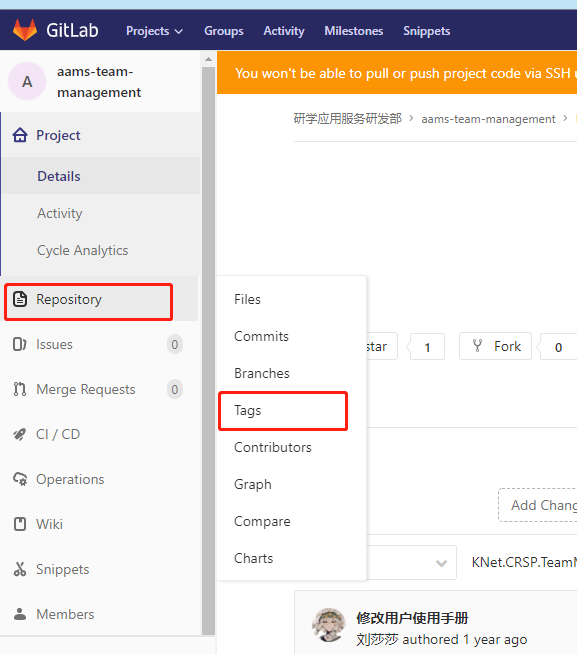 GitLab Projects Groups Activity Milestones Snippets
A aams-team-management
You won't be able to pull or push project code via SSH
研学应用服务研发部 > aams-team-management >
Project
Details
Activity
Cycle Analytics
Repository
Issues 0
Merge Requests 0
CI / CD
Operations
Wiki
Snippets
Members
Files
Commits
Branches
Tags
Contributors
Graph
Compare
Charts
star 1 Fork 0
Add Chang
KNet.CRSP.Team
修改用户使用手册
刘莎莎 authored 1 year ago